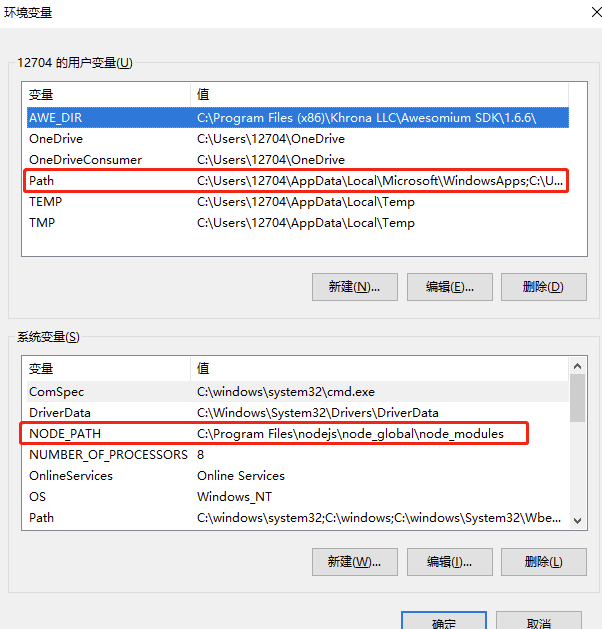 环境变量
12704 的用户变量(U)
变量 值
AWE_DIR C:\Program Files (x86)\Khrona LLC\Awesomium SDK\1.6.6\
OneDrive C:\Users\12704\OneDrive
OneDriveConsumer C:\Users\12704\OneDrive
Path C:\Users\12704\AppData\Local\Microsoft\WindowsApps;C:\U...
TEMP C:\Users\12704\AppData\Local\Temp
TMP C:\Users\12704\AppData\Local\Temp
新建(N)... 编辑(E)... 删除(D)
系统变量(S)
变量 值
ComSpec C:\windows\system32\cmd.exe
DriverData C:\Windows\System32\Drivers\DriverData
NODE_PATH C:\Program Files\nodejs\node_global\node_modules
NUMBER_OF_PROCESSORS 8
OnlineServices Online Services
OS Windows_NT
Path C:\windows\system32;C:\windows;C:\windows\System32\Wbe...
新建(W)... 编辑(I)... 删除(L)
确定 取消